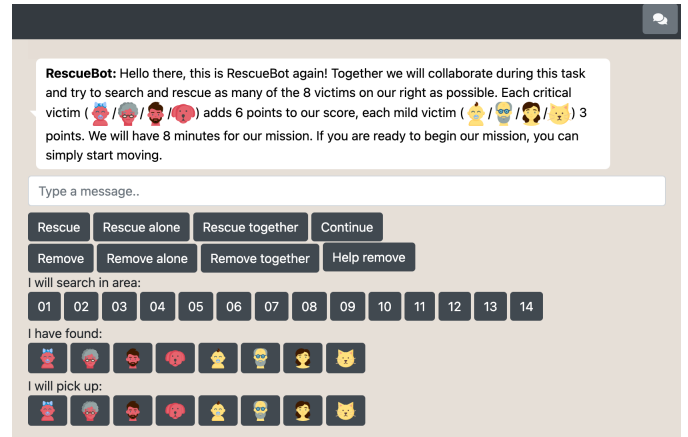 RescueBot: Hello there, this is RescueBot again! Together we will collaborate during this task
and try to search and rescue as many of the 8 victims on our right as possible. Each critical
victim ( / / / ) adds 6 points to our score, each mild victim ( / / / ) 3
points. We will have 8 minutes for our mission. If you are ready to begin our mission, you can
simply start moving.
Type a message..
Rescue Rescue alone Rescue together Continue
Remove Remove alone Remove together Help remove
I will search in area:
01 02 03 04 05 06 07 08 09 10 11 12 13 14
I have found:
I will pick up: